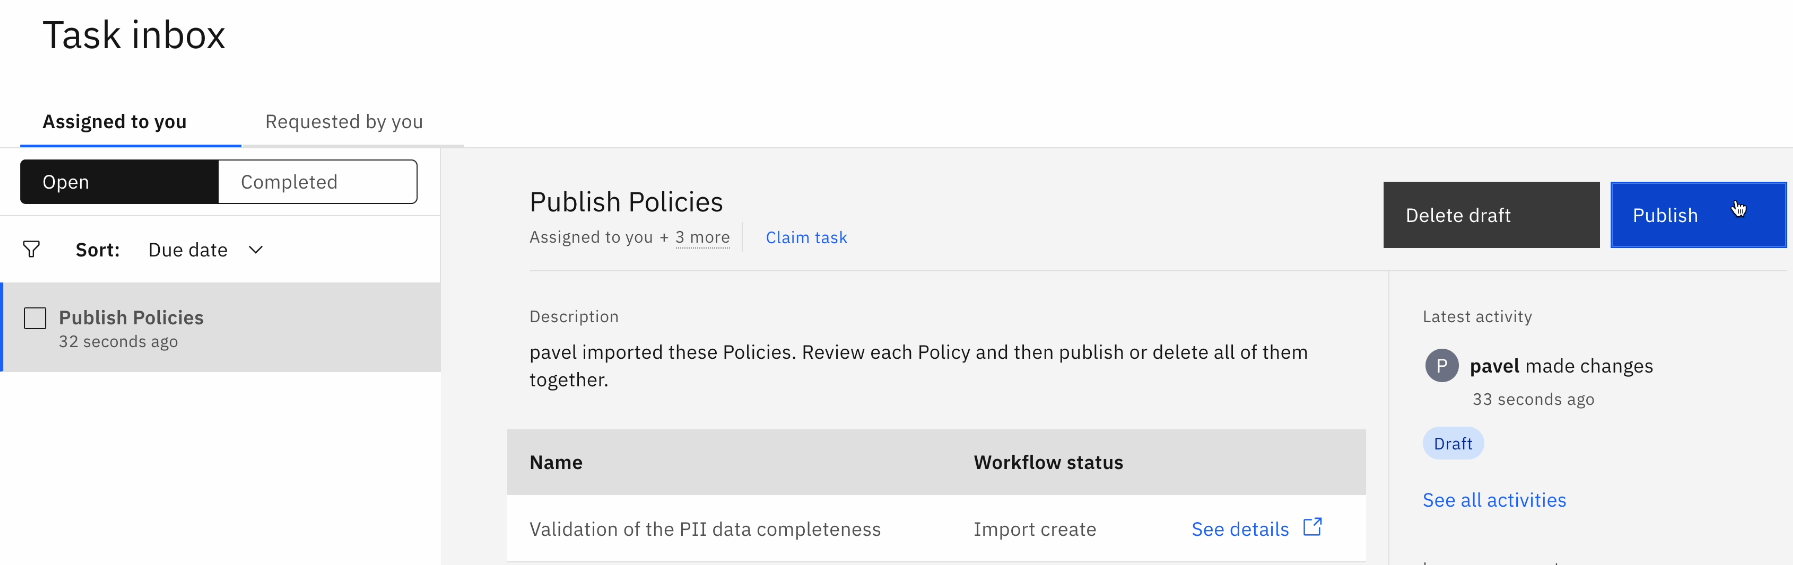 Task inbox
Assigned to you
Requested by you
Open
Completed
Sort: Due date
Publish Policies
32 seconds ago
Publish Policies
Assigned to you + 3 more
Claim task
Delete draft
Publish
Description
pavel imported these Policies. Review each Policy and then publish or delete all of them
together.
Name Workflow status
Validation of the PII data completeness Import create See details
Latest activity
P
pavel made changes
33 seconds ago
Draft
See all activities